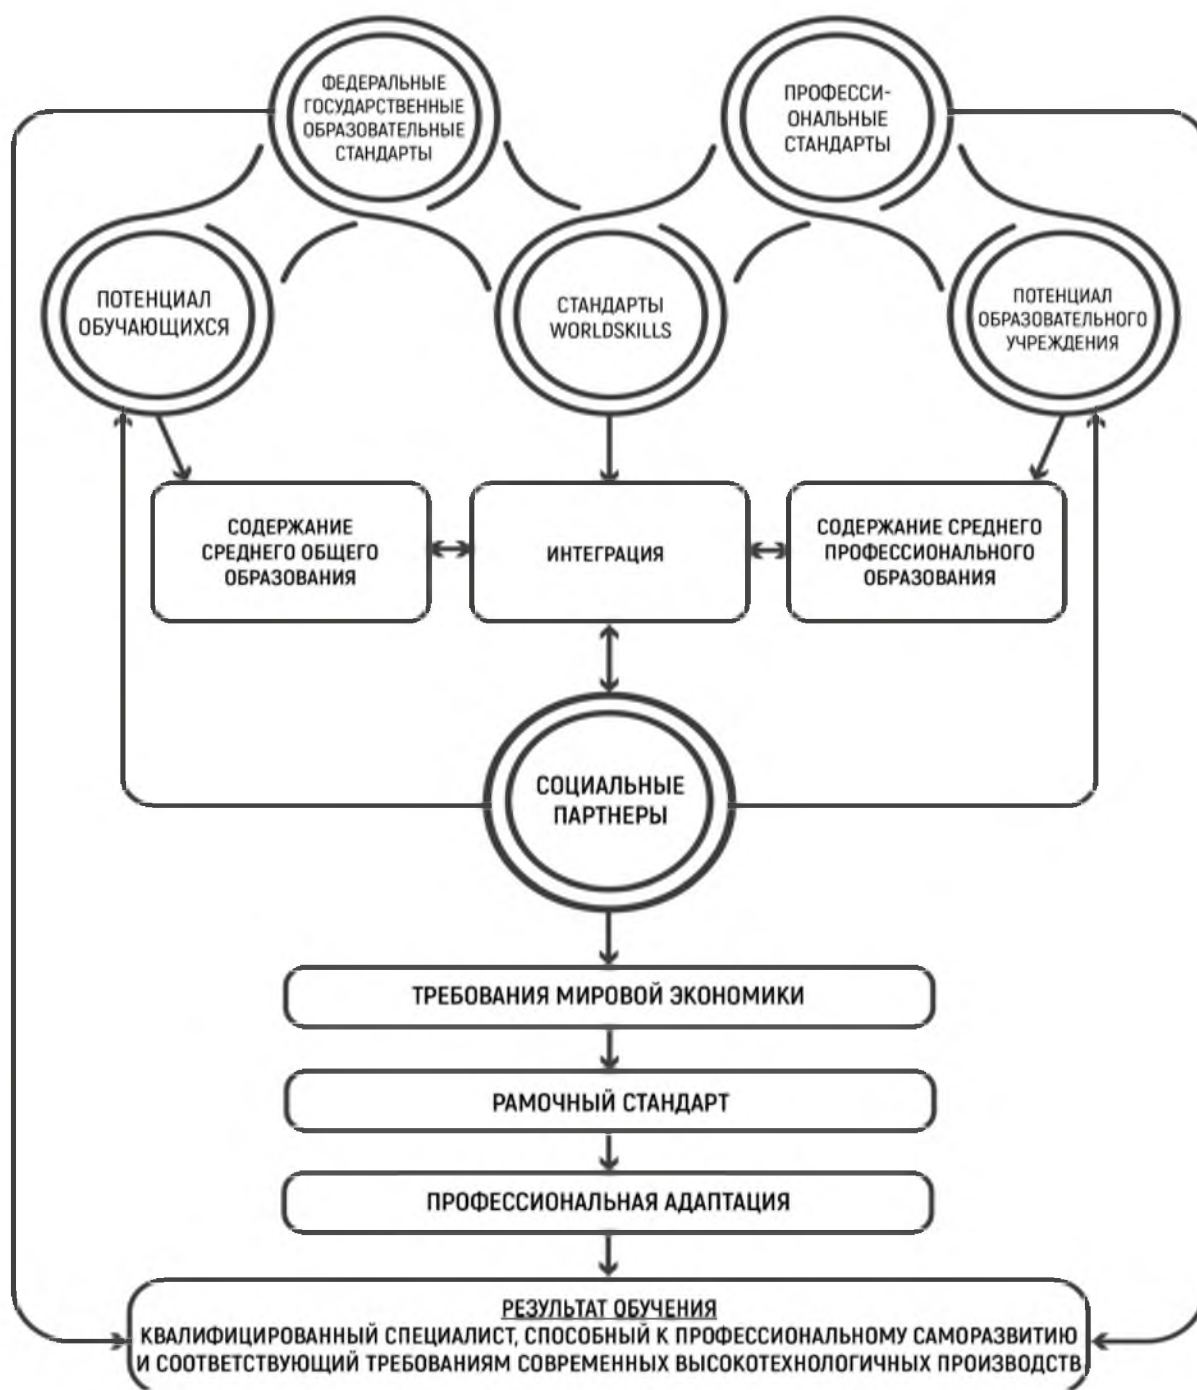 ФЕДЕРАЛЬНЫЕ
ГОСУДАРСТВЕННЫЕ
ОБРАЗОВАТЕЛЬНЫЕ
СТАНДАРТЫ
ПРОФЕССИ-
ОНАЛЬНЫЕ
СТАНДАРТЫ
ПОТЕНЦИАЛ
ОБУЧАЮЩИХСЯ
СТАНДАРТЫ
WORLDSKILLS
ПОТЕНЦИАЛ
ОБРАЗОВАТЕЛЬНОГО
УЧРЕЖДЕНИЯ
СОДЕРЖАНИЕ
СРЕДНЕГО ОБЩЕГО
ОБРАЗОВАНИЯ
ИНТЕГРАЦИЯ
СОДЕРЖАНИЕ СРЕДНЕГО
ПРОФЕССИОНАЛЬНОГО
ОБРАЗОВАНИЯ
СОЦИАЛЬНЫЕ
ПАРТНЕРЫ
ТРЕБОВАНИЯ МИРОВОЙ ЭКОНОМИКИ
РАМОЧНЫЙ СТАНДАРТ
ПРОФЕССИОНАЛЬНАЯ АДАПТАЦИЯ
РЕЗУЛЬТАТ ОБУЧЕНИЯ
КВАЛИФИЦИРОВАННЫЙ СПЕЦИАЛИСТ, СПОСОБНЫЙ К ПРОФЕССИОНАЛЬНОМУ САМОРАЗВИТИЮ
И СООТВЕТСТВУЮЩИЙ ТРЕБОВАНИЯМ СОВРЕМЕННЫХ ВЫСОКОТЕХНОЛОГИЧНЫХ ПРОИЗВОДСТВ